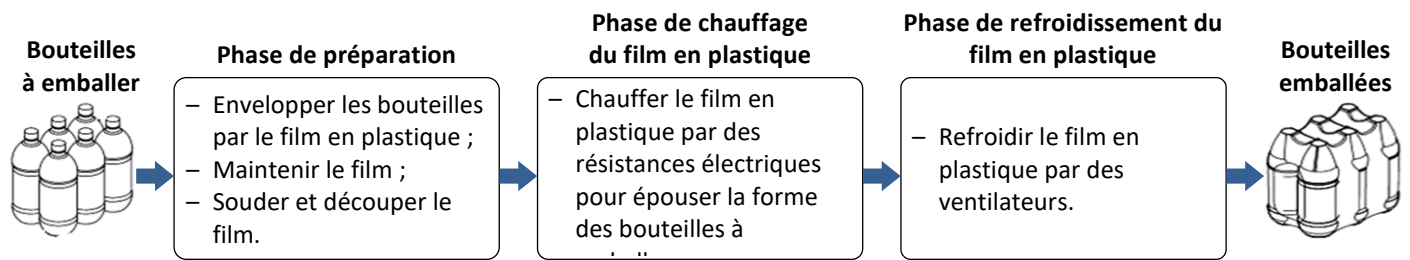 Bouteilles
à emballer
Phase de préparation
– Envelopper les bouteilles
par le film en plastique ;
– Maintenir le film ;
– Souder et découper le
film.
Phase de chauffage
du film en plastique
– Chauffer le film en
plastique par des
résistances électriques
pour épouser la forme
des bouteilles à
Phase de refroidissement du
film en plastique
– Refroidir le film en
plastique par des
ventilateurs.
Bouteilles
emballées